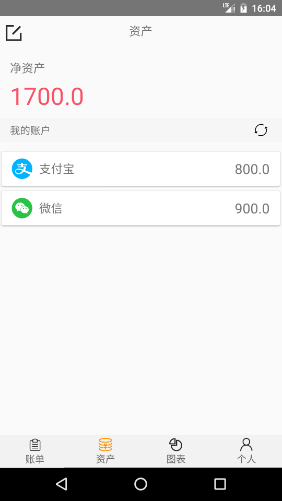 16:04
资产
净资产
1700.0
我的账户
支付宝 800.0
微信 900.0
账单 资产 图表 个人